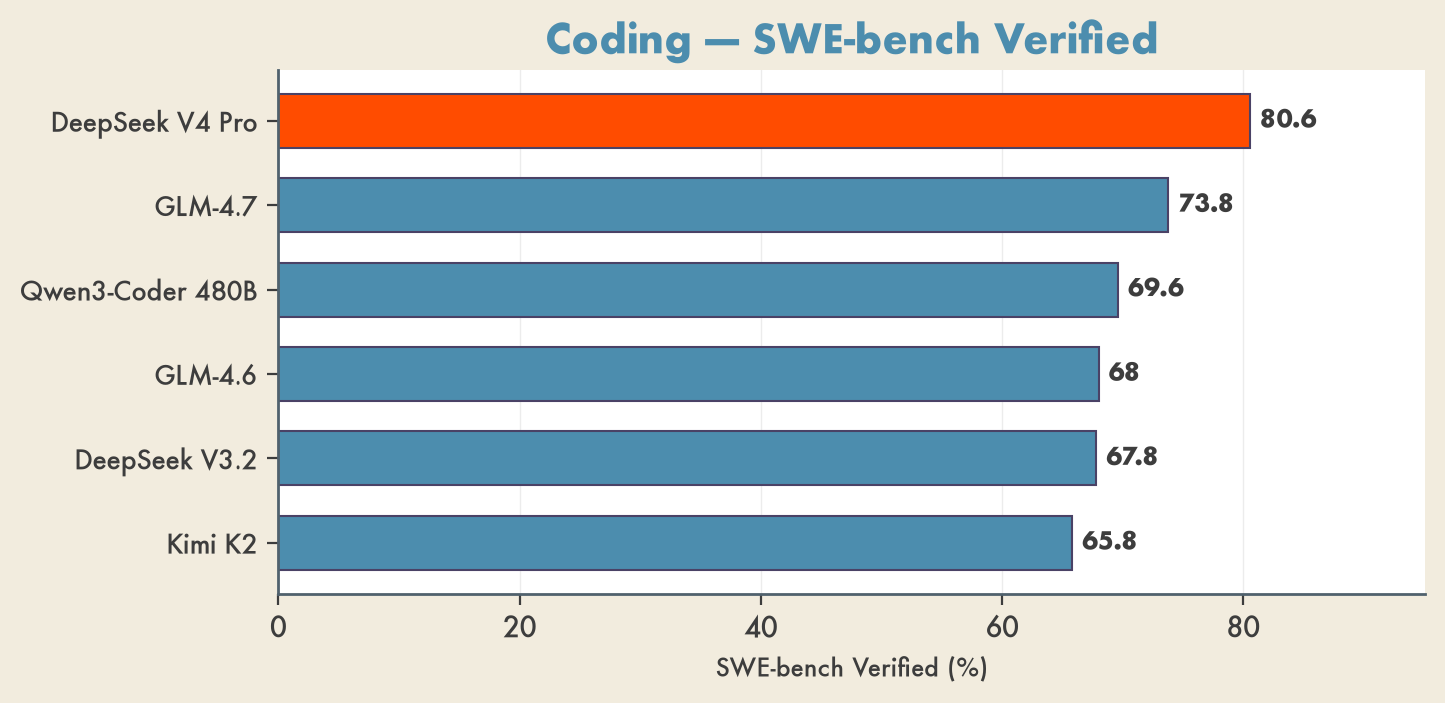 Coding — SWE-bench Verified
DeepSeek V4 Pro
80.6
GLM-4.7
73.8
Qwen3-Coder 480B
69.6
GLM-4.6
68
DeepSeek V3.2
67.8
Kimi K2
65.8
0 20 40 60 80
SWE-bench Verified (%)